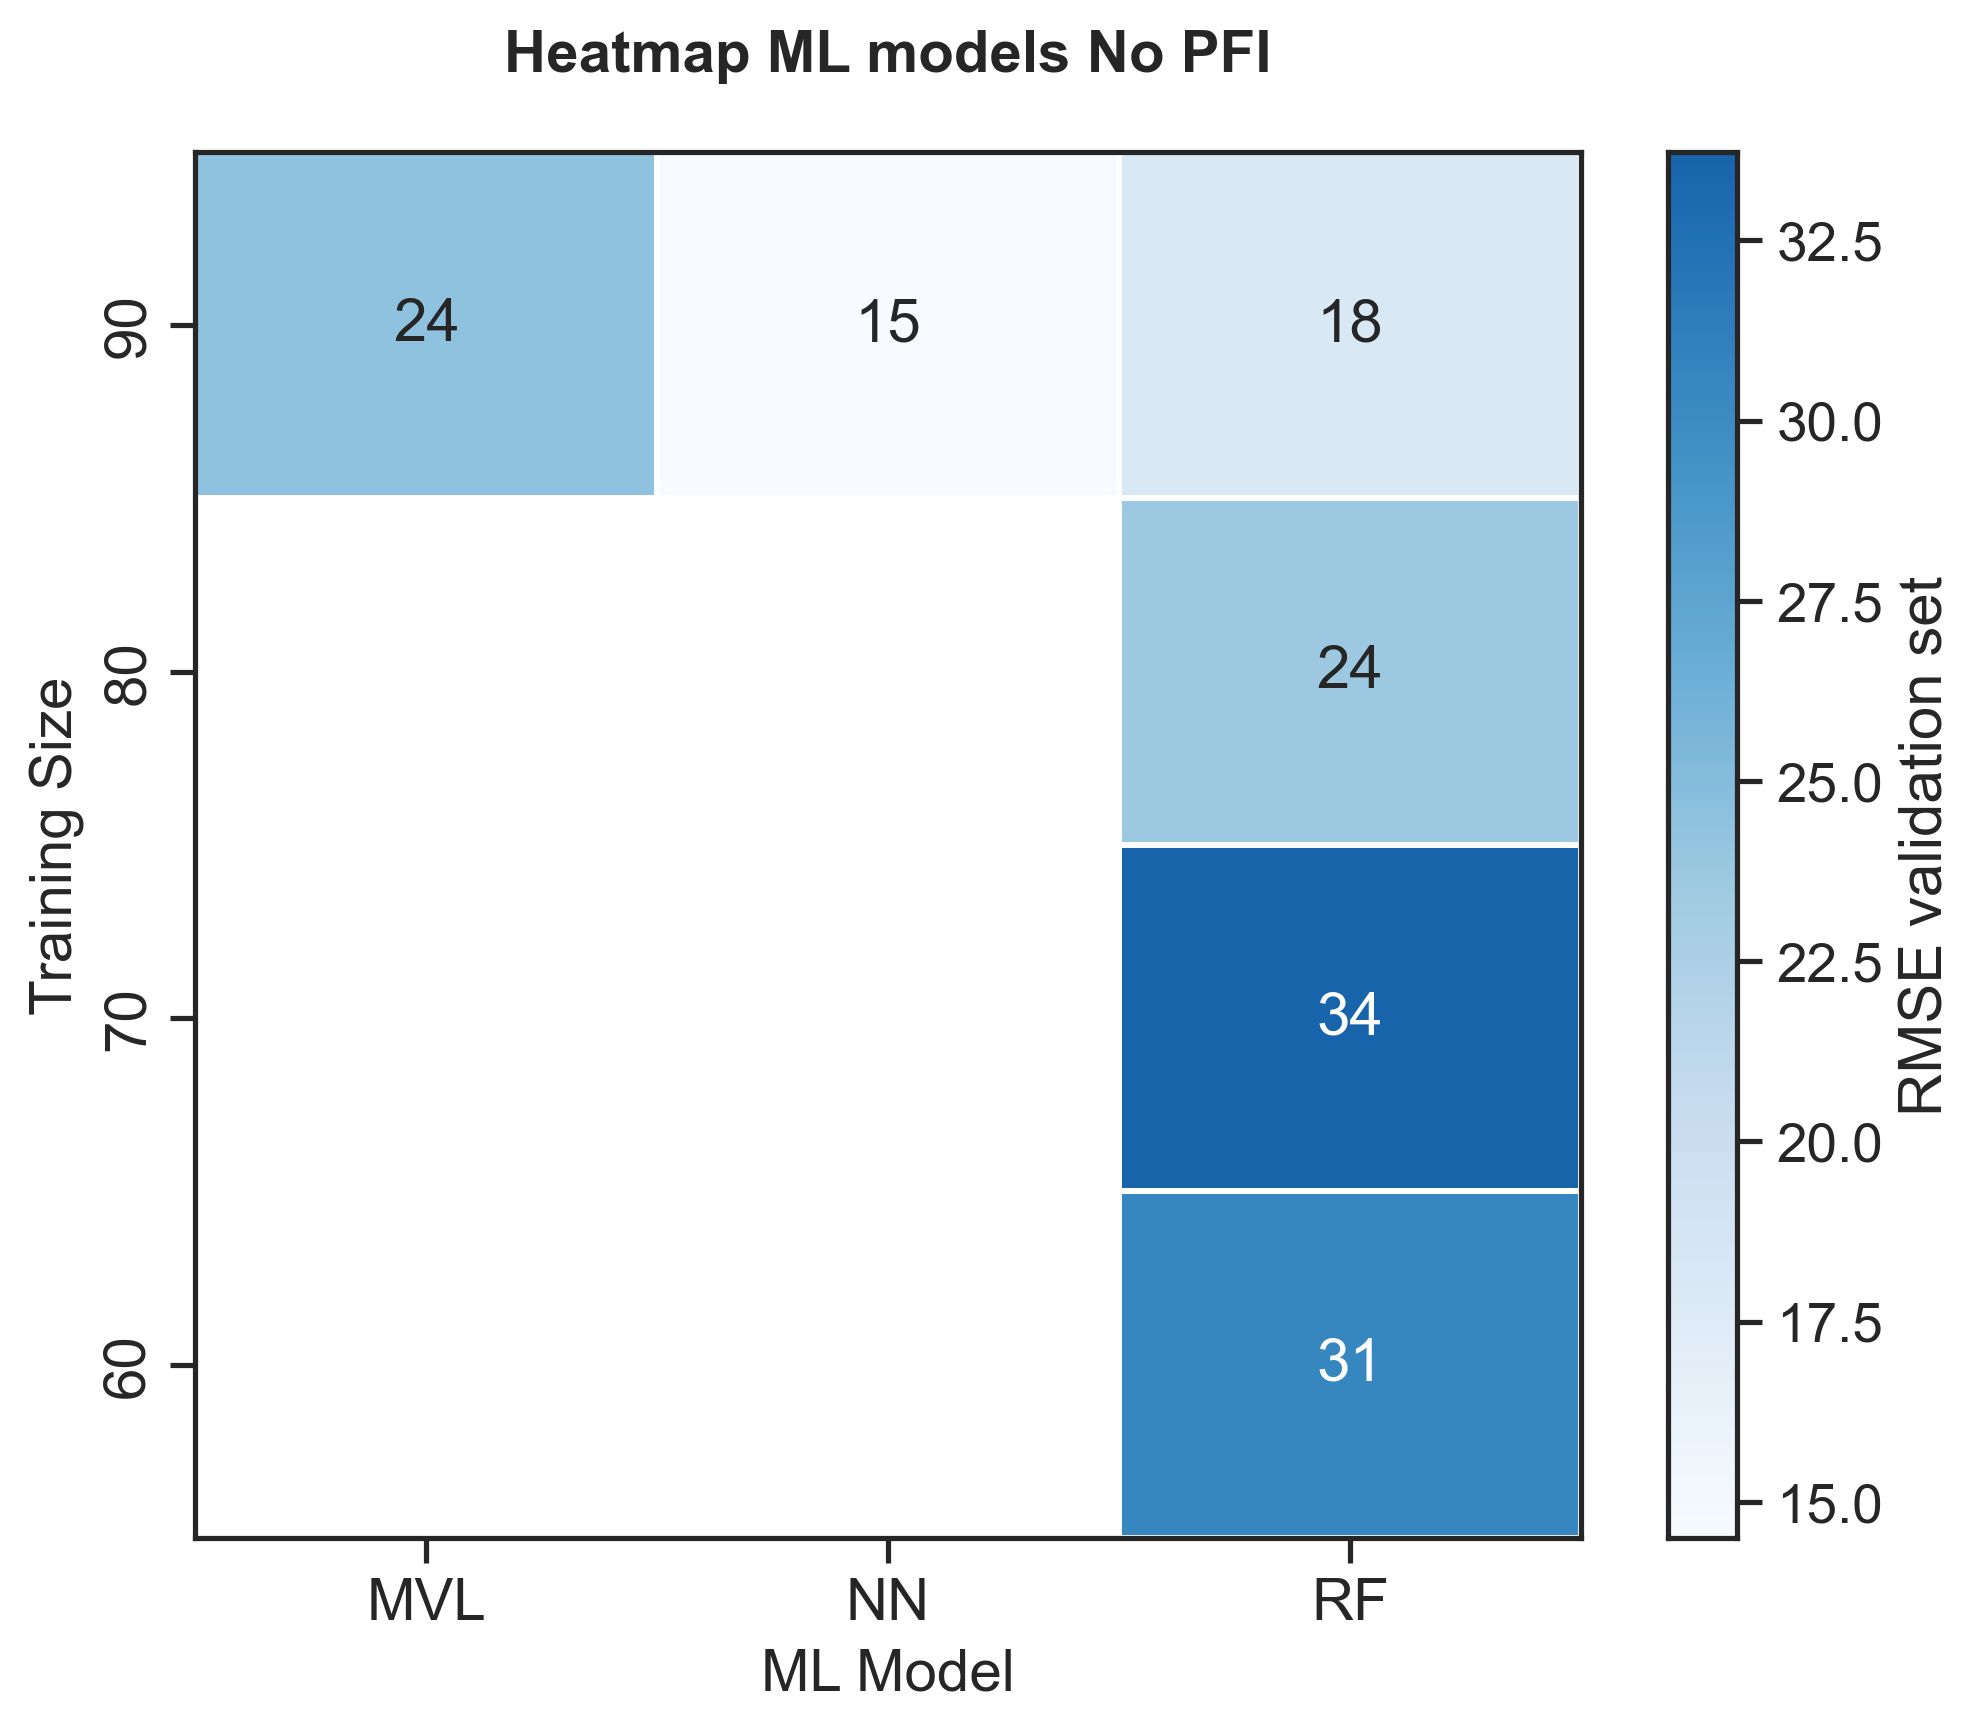 Heatmap ML models No PFI
90
24
15
18
80
24
70
34
60
31
MVL
NN
RF
ML Model
Training Size
32.5
30.0
27.5
25.0
22.5
20.0
17.5
15.0
RMSE validation set